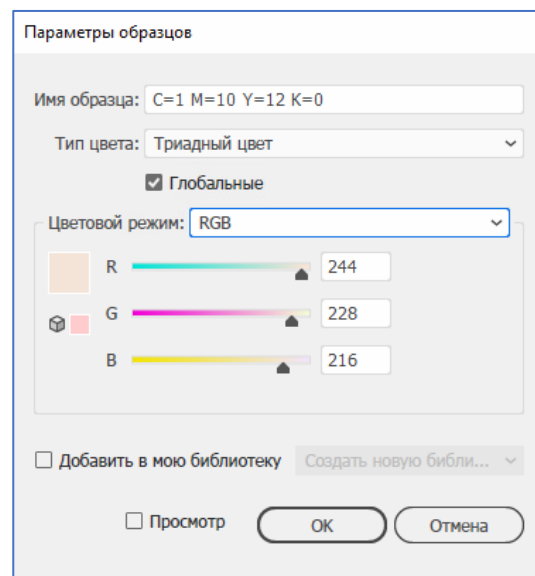 Параметры образцов
Имя образца: C=1 M=10 Y=12 K=0
Тип цвета: Триадный цвет
Глобальные
Цветовой режим: RGB
R 244
G 228
B 216
Добавить в мою библиотеку Создать новую библи...
Просмотр OK Отмена